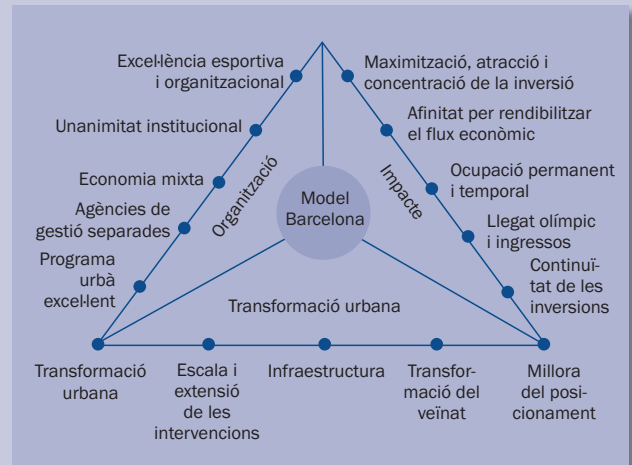 Excel·lència esportiva
i organitzacional
Unanimitat institucional
Economia mixta
Agències de
gestió separades
Programa
urbà
excel·lent
Organització
Model
Barcelona
Impacte
Maximització, atracció i
concentració de la inversió
Afinitat per rendibilitzar
el flux econòmic
Ocupació permanent
i temporal
Llegat olímpic
i ingressos
Continuï-
tat de les
inversions
Transformació urbana
Transformació
urbana
Escala i
extensió
de les
intervencions
Infraestructura
Transfor-
mació del
veïnat
Millora
del posi-
cionament